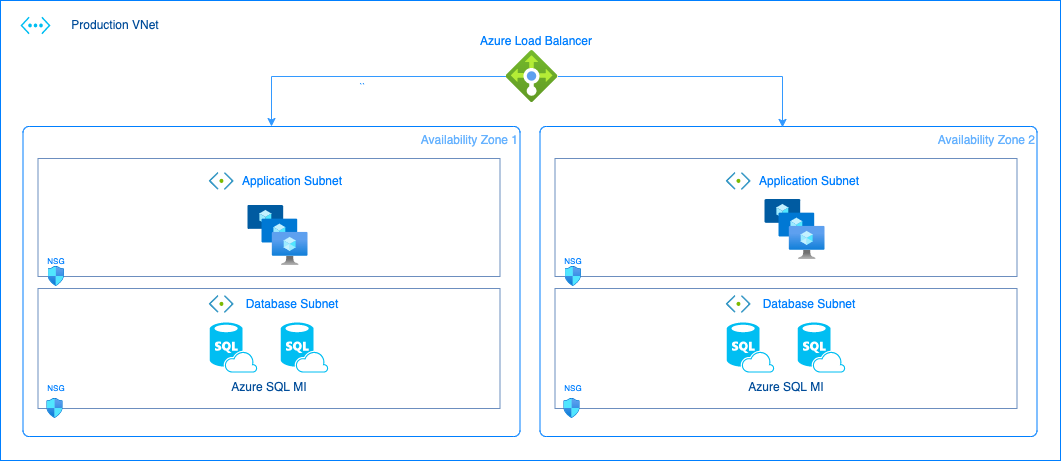 Production VNet
Azure Load Balancer
..
Availability Zone 1
Application Subnet
NSG
Database Subnet
SQL
SQL
Azure SQL MI
NSG
Availability Zone 2
Application Subnet
NSG
Database Subnet
SQL
SQL
Azure SQL MI
NSG